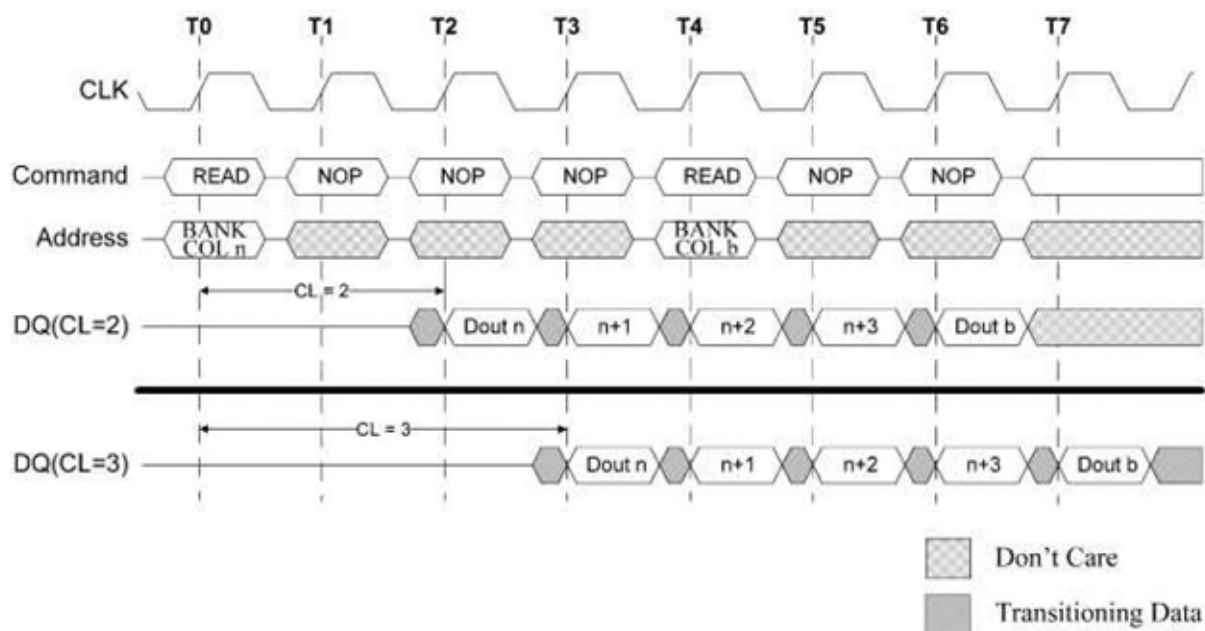 T0 T1 T2 T3 T4 T5 T6 T7
CLK
Command READ NOP NOP NOP READ NOP NOP
Address BANK COL n BANK COL b
CL = 2
DQ(CL=2) Dout n n+1 n+2 n+3 Dout b
CL = 3
DQ(CL=3) Dout n n+1 n+2 n+3 Dout b
Don't Care
Transitioning Data